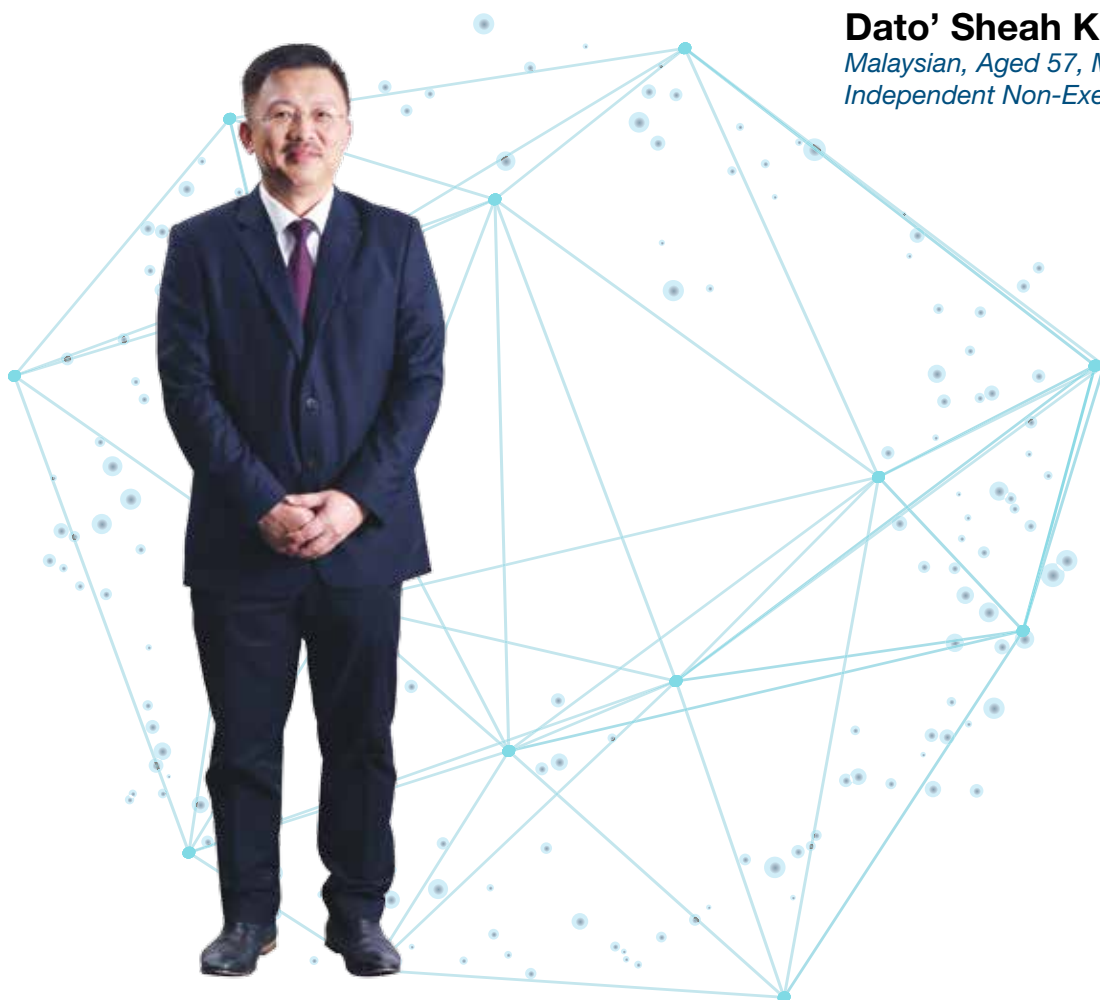 Dato’ Sheah K
Malaysian, Aged 57, M
Independent Non-Exe